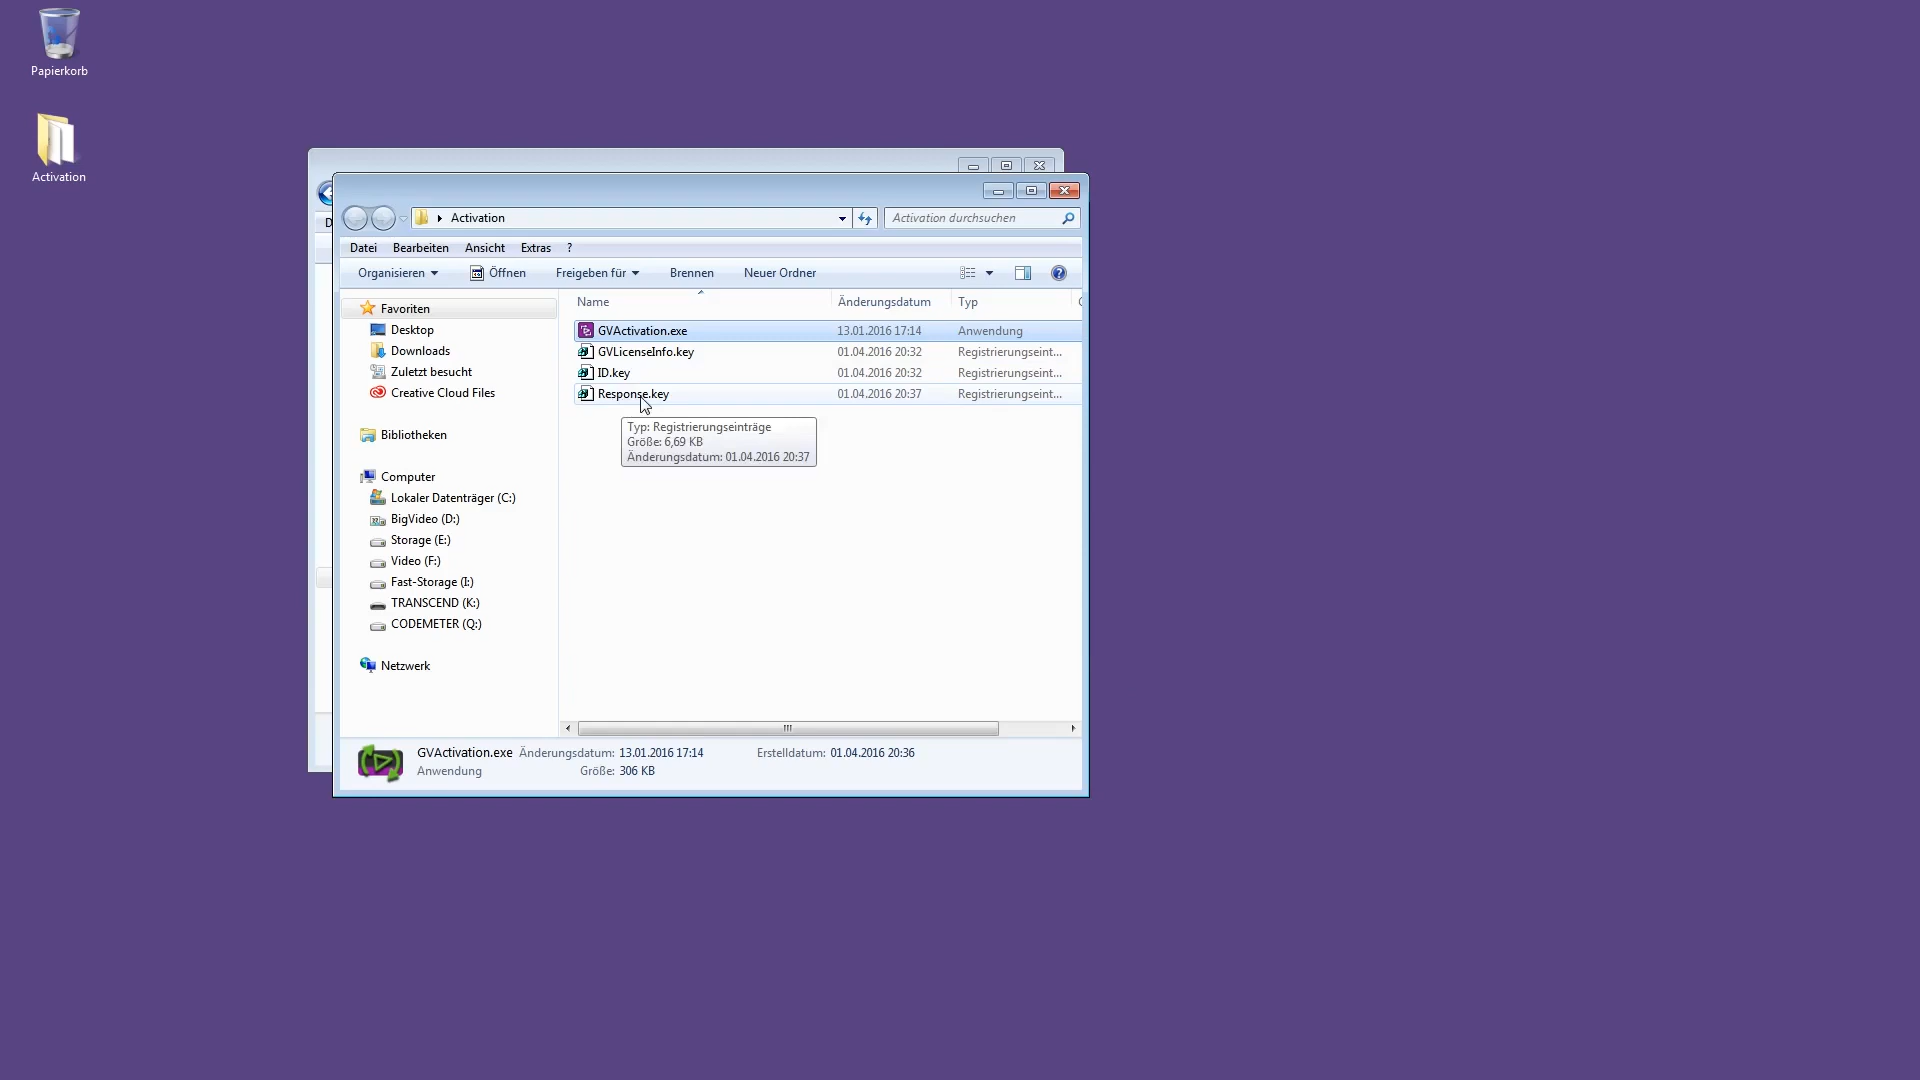 Papierkorb
Activation
D
Activation
Activation durchsuchen
Datei Bearbeiten Ansicht Extras ?
Organisieren Öffnen Freigeben für Brennen Neuer Ordner
Name Änderungsdatum Typ
GVActivation.exe 13.01.2016 17:14 Anwendung
GVLicenseInfo.key 01.04.2016 20:32 Registrierungseint...
ID.key 01.04.2016 20:32 Registrierungseint...
Response.key 01.04.2016 20:37 Registrierungseint...
Typ: Registrierungseinträge
Größe: 6,69 KB
Änderungsdatum: 01.04.2016 20:37
Favoriten
Desktop
Downloads
Zuletzt besucht
Creative Cloud Files
Bibliotheken
Computer
Lokaler Datenträger (C:)
BigVideo (D:)
Storage (E:)
Video (F:)
Fast-Storage (I:)
TRANSCEND (K:)
CODEMETER (Q:)
Netzwerk
GVActivation.exe Änderungsdatum: 13.01.2016 17:14 Erstelldatum: 01.04.2016 20:36
Anwendung Größe: 306 KB